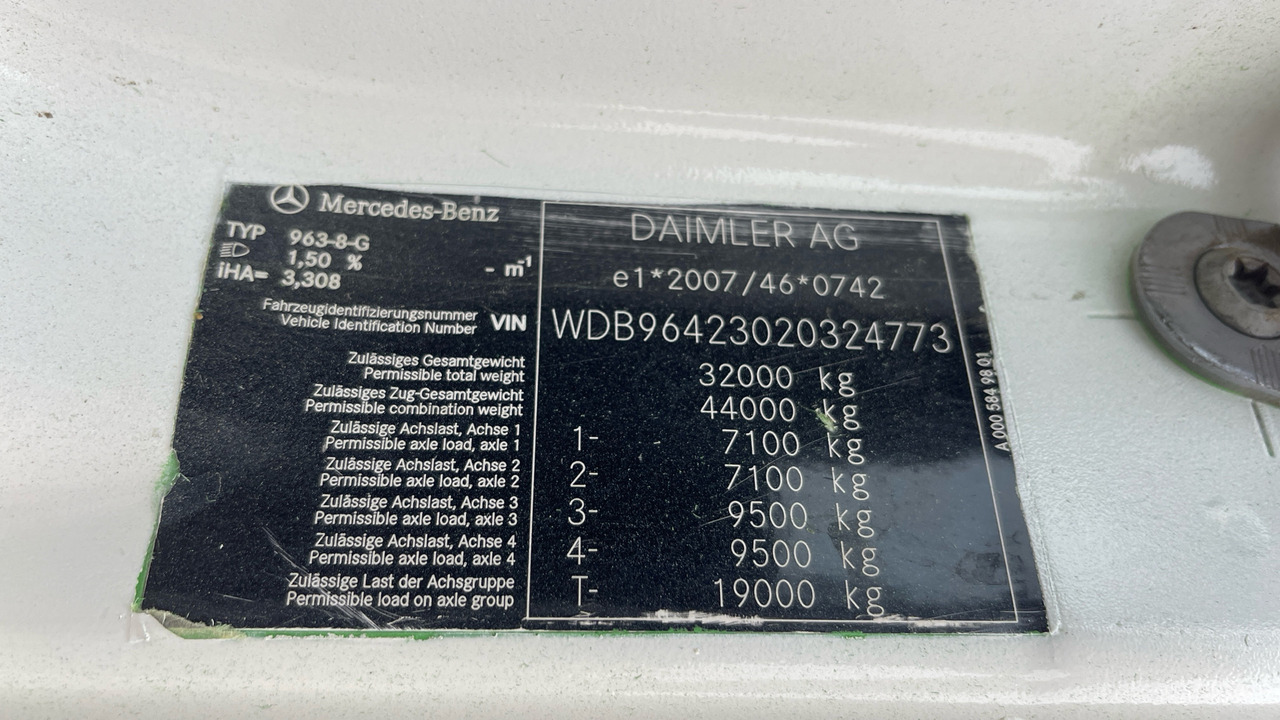 Mercedes-Benz
TYP 963-8-G
1,50 %
iHA= 3,308
- m-1
DAIMLER AG
e1*2007/46*0742
Fahrzeugidentifizierungsnummer
Vehicle Identification Number VIN WDB96423020324773
Zulässiges Gesamtgewicht
Permissible total weight 32000 kg
Zulässiges Zug-Gesamtgewicht
Permissible combination weight 44000 kg
Zulässige Achslast, Achse 1
Permissible axle load, axle 1 1- 7100 kg
Zulässige Achslast, Achse 2
Permissible axle load, axle 2 2- 7100 kg
Zulässige Achslast, Achse 3
Permissible axle load, axle 3 3- 9500 kg
Zulässige Achslast, Achse 4
Permissible axle load, axle 4 4- 9500 kg
Zulässige Last der Achsgruppe
Permissible load on axle group T- 19000 kg
A 000 584 98 01